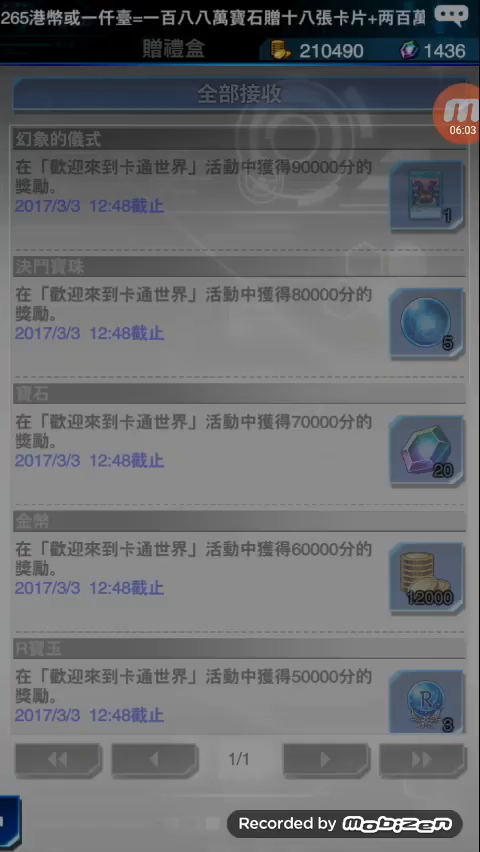 265港幣或一仟臺=一百八八萬寶石贈十八張卡片+两百萬
贈禮盒
210490
1436
全部接收
06:03
幻象的儀式
在「歡迎來到卡通世界」活動中獲得90000分的
獎勵。
2017/3/3 12:48截止
1
決鬥寶珠
在「歡迎來到卡通世界」活動中獲得80000分的
獎勵。
2017/3/3 12:48截止
5
寶石
在「歡迎來到卡通世界」活動中獲得70000分的
獎勵。
2017/3/3 12:48截止
20
金幣
在「歡迎來到卡通世界」活動中獲得60000分的
獎勵。
2017/3/3 12:48截止
12000
R寶玉
在「歡迎來到卡通世界」活動中獲得50000分的
獎勵。
2017/3/3 12:48截止
R
3
1/1
Recorded by mobizen